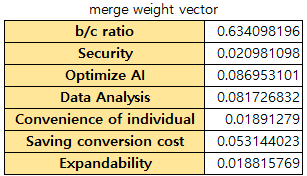 merge weight vector
b/c ratio 0.634098196
Security 0.020981098
Optimize AI 0.086953101
Data Analysis 0.081726832
Convenience of individual 0.01891279
Saving conversion cost 0.053144023
Expandability 0.018815769